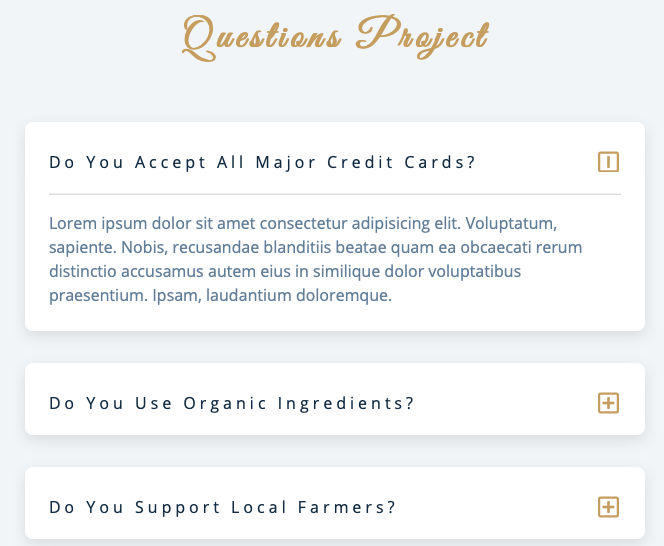 Questions Project
Do You Accept All Major Credit Cards?
Lorem ipsum dolor sit amet consectetur adipisicing elit. Voluptatum,
sapiente. Nobis, recusandae blanditiis beatae quam ea obcaecati rerum
distinctio accusamus autem eius in similique dolor voluptatibus
praesentium. Ipsam, laudantium doloremque.
Do You Use Organic Ingredients?
Do You Support Local Farmers?